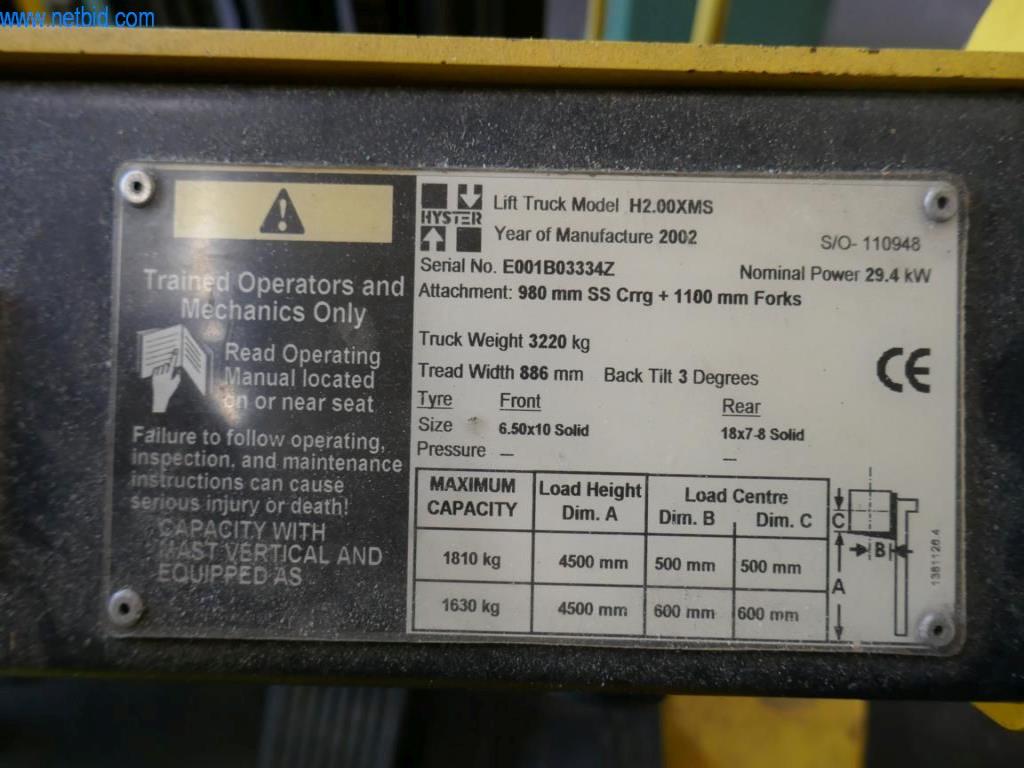 www.netbid.com
Trained Operators and
Mechanics Only
Read Operating
Manual located
on or near seat
Failure to follow operating,
inspection, and maintenance
instructions can cause
serious injury or death!
CAPACITY WITH
MAST VERTICAL AND
EQUIPPED AS
HYSTER
Lift Truck Model H2.00XMS
Year of Manufacture 2002
S/O- 110948
Serial No. E001B03334Z
Nominal Power 29.4 kW
Attachment: 980 mm SS Crrg + 1100 mm Forks
Truck Weight 3220 kg
Tread Width 886 mm Back Tilt 3 Degrees
CE
Tyre Front Rear
Size 6.50x10 Solid 18x7-8 Solid
Pressure — —
MAXIMUM CAPACITY Load Height Dim. A Load Centre Dim. B Dim. C
1810 kg 4500 mm 500 mm 500 mm
1630 kg 4500 mm 600 mm 600 mm
C
B
A
1381128.4